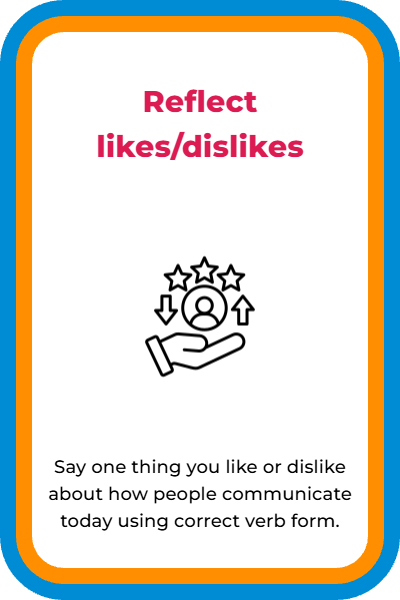 Reflect
likes/dislikes
Say one thing you like or dislike
about how people communicate
today using correct verb form.